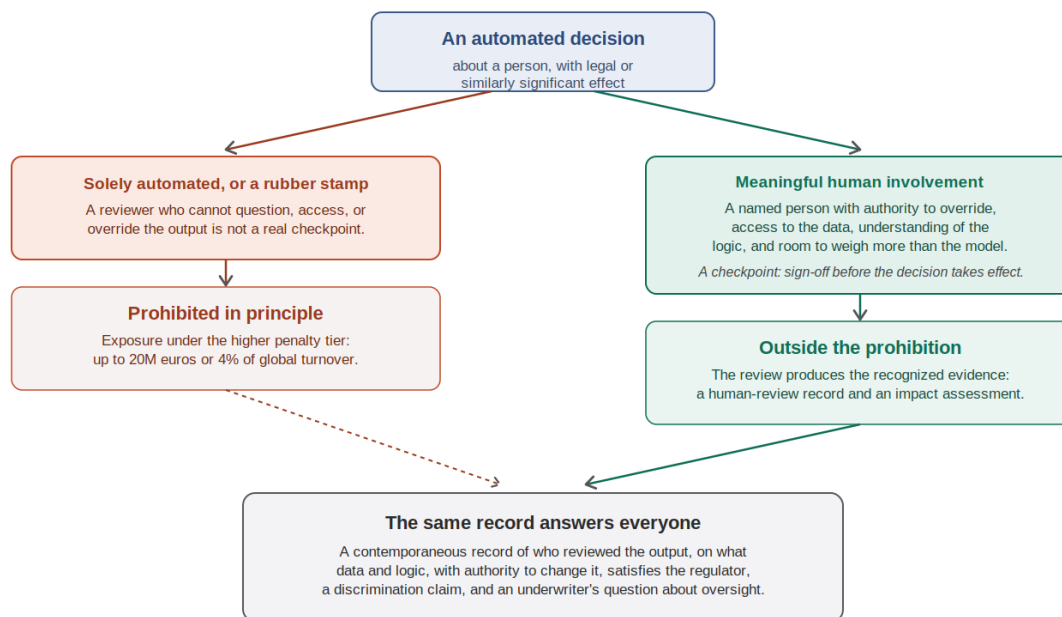 An automated decision
about a person, with legal or
similarly significant effect
Solely automated, or a rubber stamp
A reviewer who cannot question, access, or
override the output is not a real checkpoint.
Meaningful human involvement
A named person with authority to override,
access to the data, understanding of the
logic, and room to weigh more than the model.
A checkpoint: sign-off before the decision takes effect.
Prohibited in principle
Exposure under the higher penalty tier:
up to 20M euros or 4% of global turnover.
Outside the prohibition
The review produces the recognized evidence:
a human-review record and an impact assessment.
The same record answers everyone
A contemporaneous record of who reviewed the output, on what
data and logic, with authority to change it, satisfies the regulator,
a discrimination claim, and an underwriter's question about oversight.